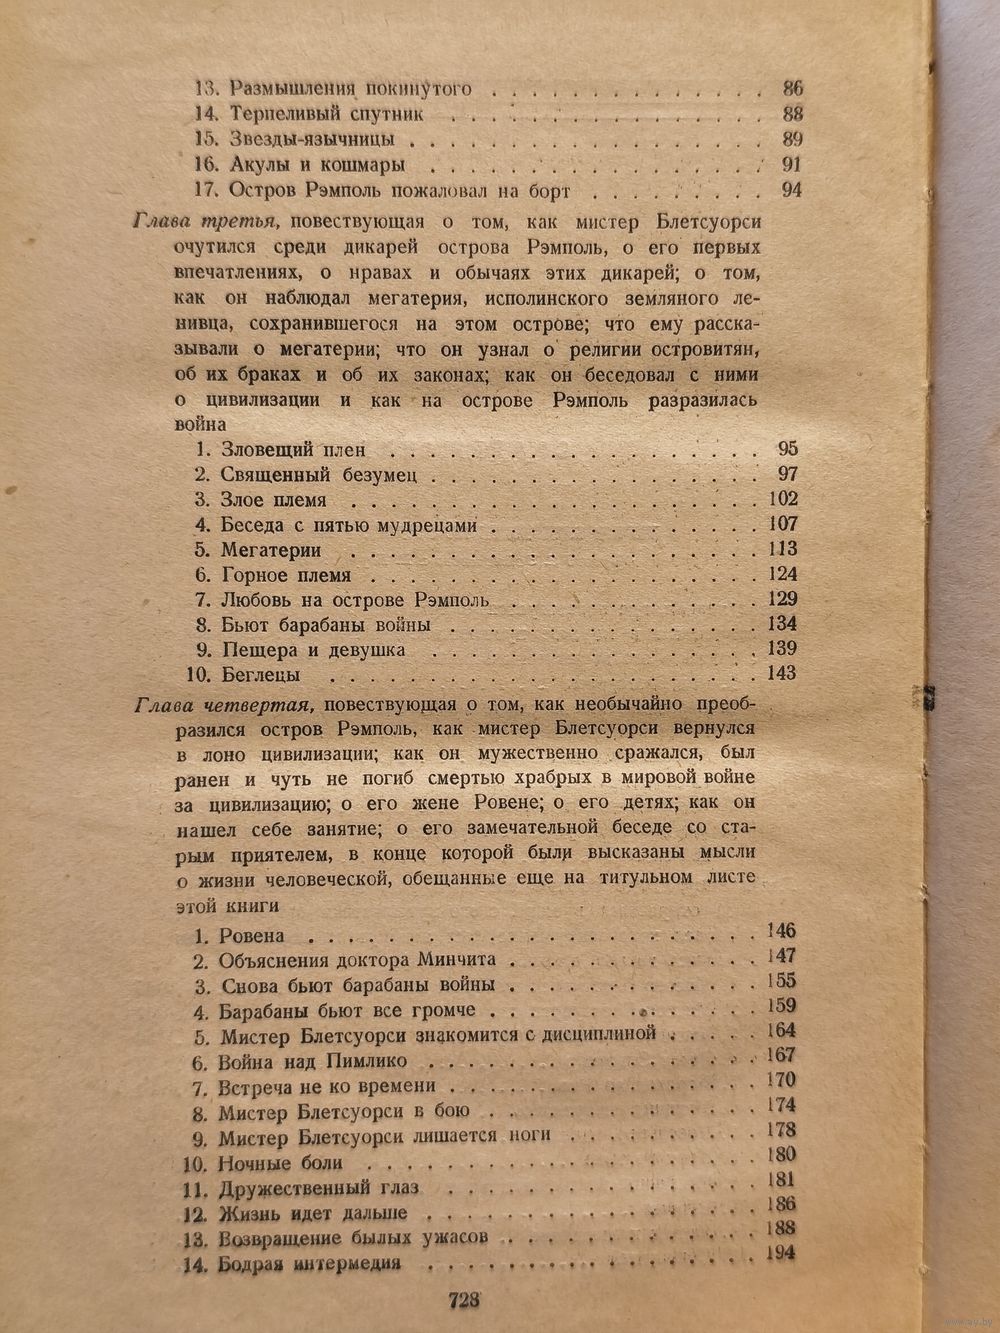 13. Размышления покинутого . . . . . . . . . . . . . . 86
14. Терпеливый спутник . . . . . . . . . . . . . . . . 88
15. Звезды-язычницы . . . . . . . . . . . . . . . . . . 89
16. Акулы и кошмары . . . . . . . . . . . . . . . . . 91
17. Остров Рэмполь пожаловал на борт . . . . . . . . . 94
Глава третья, повествующая о том, как мистер Блетсуорси
очутился среди дикарей острова Рэмполь, о его первых
впечатлениях, о нравах и обычаях этих дикарей; о том,
как он наблюдал мегатерия, исполинского земляного ле-
нивца, сохранившегося на этом острове; что ему расска-
зывали о мегатерии; что он узнал о религии островитян,
об их браках и об их законах; как он беседовал с ними
о цивилизации и как на острове Рэмполь разразилась
война
1. Зловещий плен . . . . . . . . . . . . . . . . . . . 95
2. Священный безумец . . . . . . . . . . . . . . . . . 97
3. Злое племя . . . . . . . . . . . . . . . . . . . . . 102
4. Беседа с пятью мудрецами . . . . . . . . . . . . . . 107
5. Мегатерии . . . . . . . . . . . . . . . . . . . . . 113
6. Горное племя . . . . . . . . . . . . . . . . . . . . 124
7. Любовь на острове Рэмполь . . . . . . . . . . . . . 129
8. Бьют барабаны войны . . . . . . . . . . . . . . . . 134
9. Пещера и девушка . . . . . . . . . . . . . . . . . 139
10. Беглецы . . . . . . . . . . . . . . . . . . . . . . 143
Глава четвертая, повествующая о том, как необычайно преоб-
разился остров Рэмполь, как мистер Блетсуорси вернулся
в лоно цивилизации; как он мужественно сражался, был
ранен и чуть не погиб смертью храбрых в мировой войне
за цивилизацию; о его жене Ровене; о его детях; как он
нашел себе занятие; о его замечательной беседе со ста-
рым приятелем, в конце которой были высказаны мысли
о жизни человеческой, обещанные еще на титульном листе
этой книги
1. Ровена . . . . . . . . . . . . . . . . . . . . . . . 146
2. Объяснения доктора Минчита . . . . . . . . . . . . . 147
3. Снова бьют барабаны войны . . . . . . . . . . . . . 155
4. Барабаны бьют все громче . . . . . . . . . . . . . . 159
5. Мистер Блетсуорси знакомится с дисциплиной . . . . . 164
6. Война над Пимлико . . . . . . . . . . . . . . . . . 167
7. Встреча не ко времени . . . . . . . . . . . . . . . . 170
8. Мистер Блетсуорси в бою . . . . . . . . . . . . . . 174
9. Мистер Блетсуорси лишается ноги . . . . . . . . . . 178
10. Ночные боли . . . . . . . . . . . . . . . . . . . . 180
11. Дружественный глаз . . . . . . . . . . . . . . . . 181
12. Жизнь идет дальше . . . . . . . . . . . . . . . . . 186
13. Возвращение былых ужасов . . . . . . . . . . . . . 188
14. Бодрая интермедия . . . . . . . . . . . . . . . . . 194
728
www.ay.by